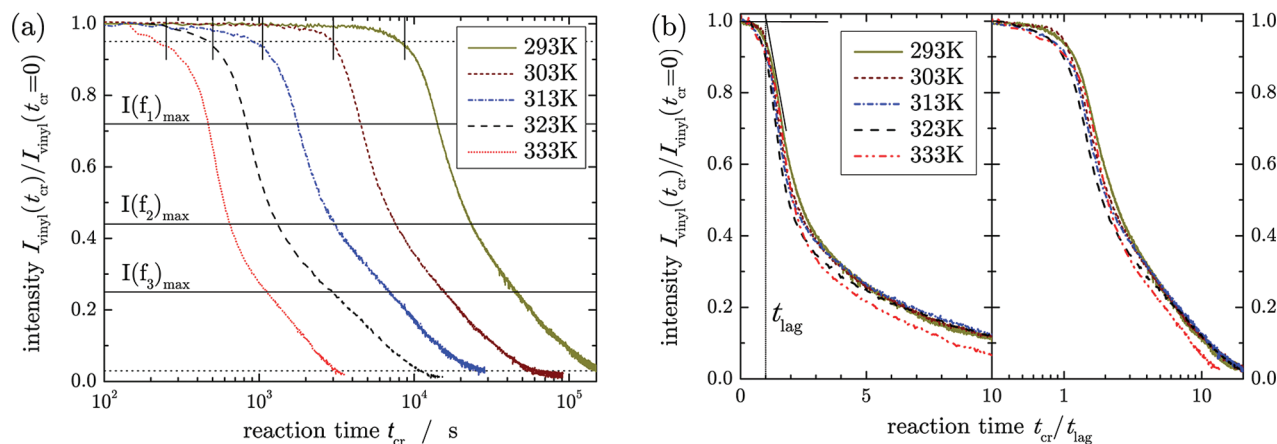 (a)
intensity I_vinyl(t_cr)/I_vinyl(t_cr=0)
1.0
0.8
0.6
0.4
0.2
0.0
I(f_1)_max
I(f_2)_max
I(f_3)_max
293K
303K
313K
323K
333K
10^2
10^3
10^4
10^5
reaction time t_cr / s
(b)
intensity I_vinyl(t_cr)/I_vinyl(t_cr=0)
1.0
0.8
0.6
0.4
0.2
0.0
t_lag
293K
303K
313K
323K
333K
1.0
0.8
0.6
0.4
0.2
0.0
0
5
10
1
10
reaction time t_cr/t_lag